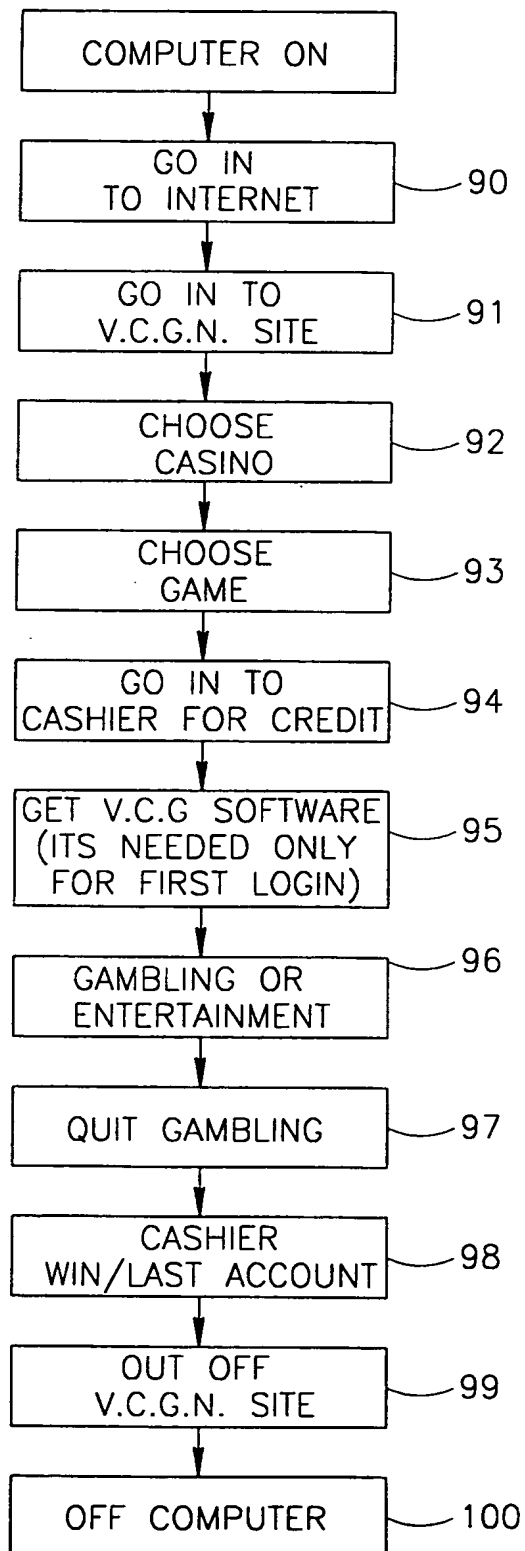 COMPUTER ON
GO IN
TO INTERNET
90
GO IN TO
V.C.G.N. SITE
91
CHOOSE
CASINO
92
CHOOSE
GAME
93
GO IN TO
CASHIER FOR CREDIT
94
GET V.C.G SOFTWARE
(ITS NEEDED ONLY
FOR FIRST LOGIN)
95
GAMBLING OR
ENTERTAINMENT
96
QUIT GAMBLING
97
CASHIER
WIN/LAST ACCOUNT
98
OUT OFF
V.C.G.N. SITE
99
OFF COMPUTER
100